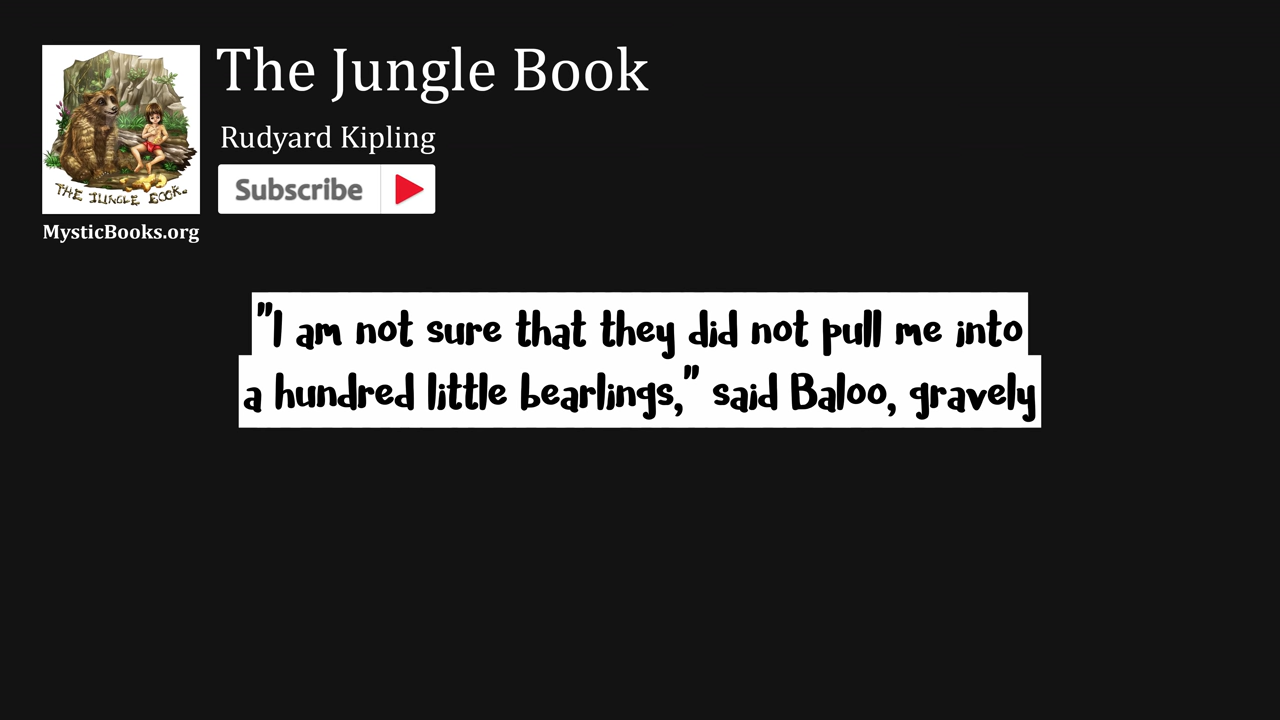 The Jungle Book
Rudyard Kipling
Subscribe
THE JUNGLE BOOK.
MysticBooks.org
"I am not sure that they did not pull me into
a hundred little bearlings," said Baloo, gravely